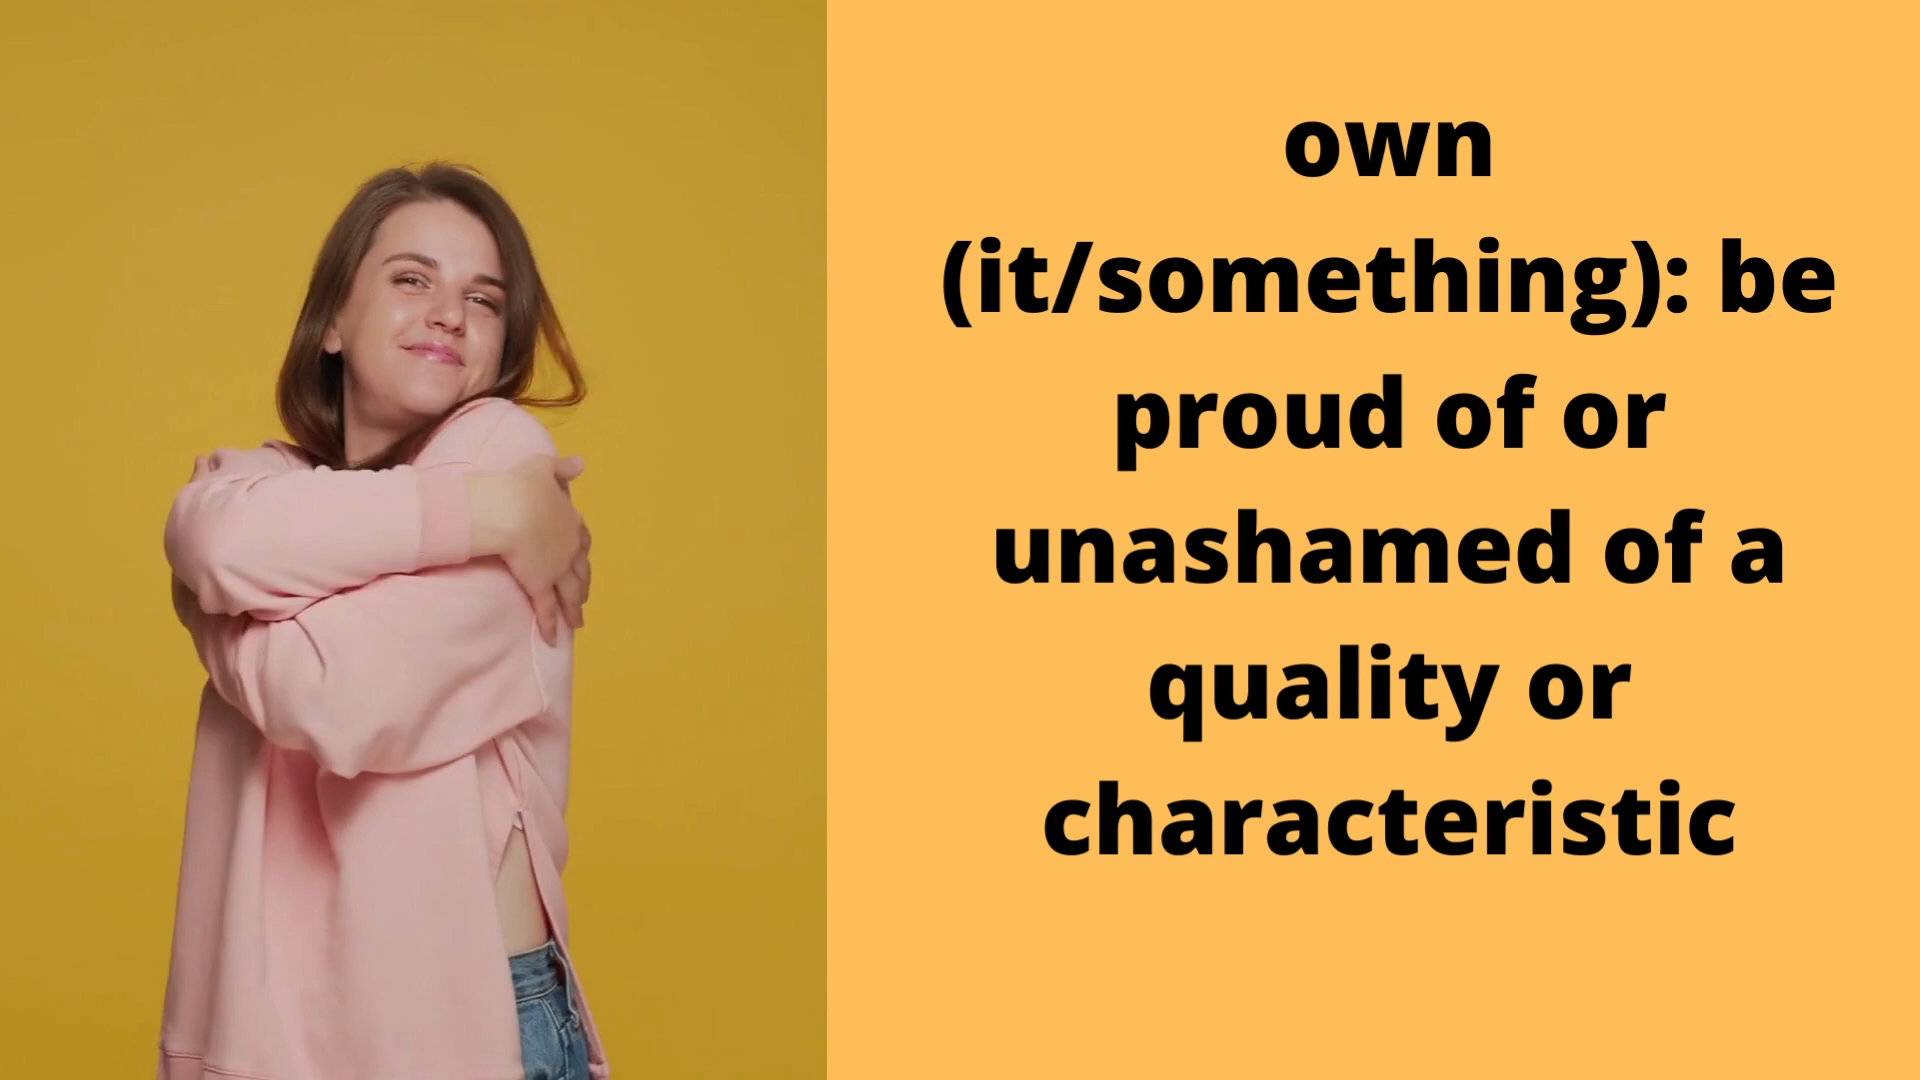 own
(it/something): be
proud of or
unashamed of a
quality or
characteristic